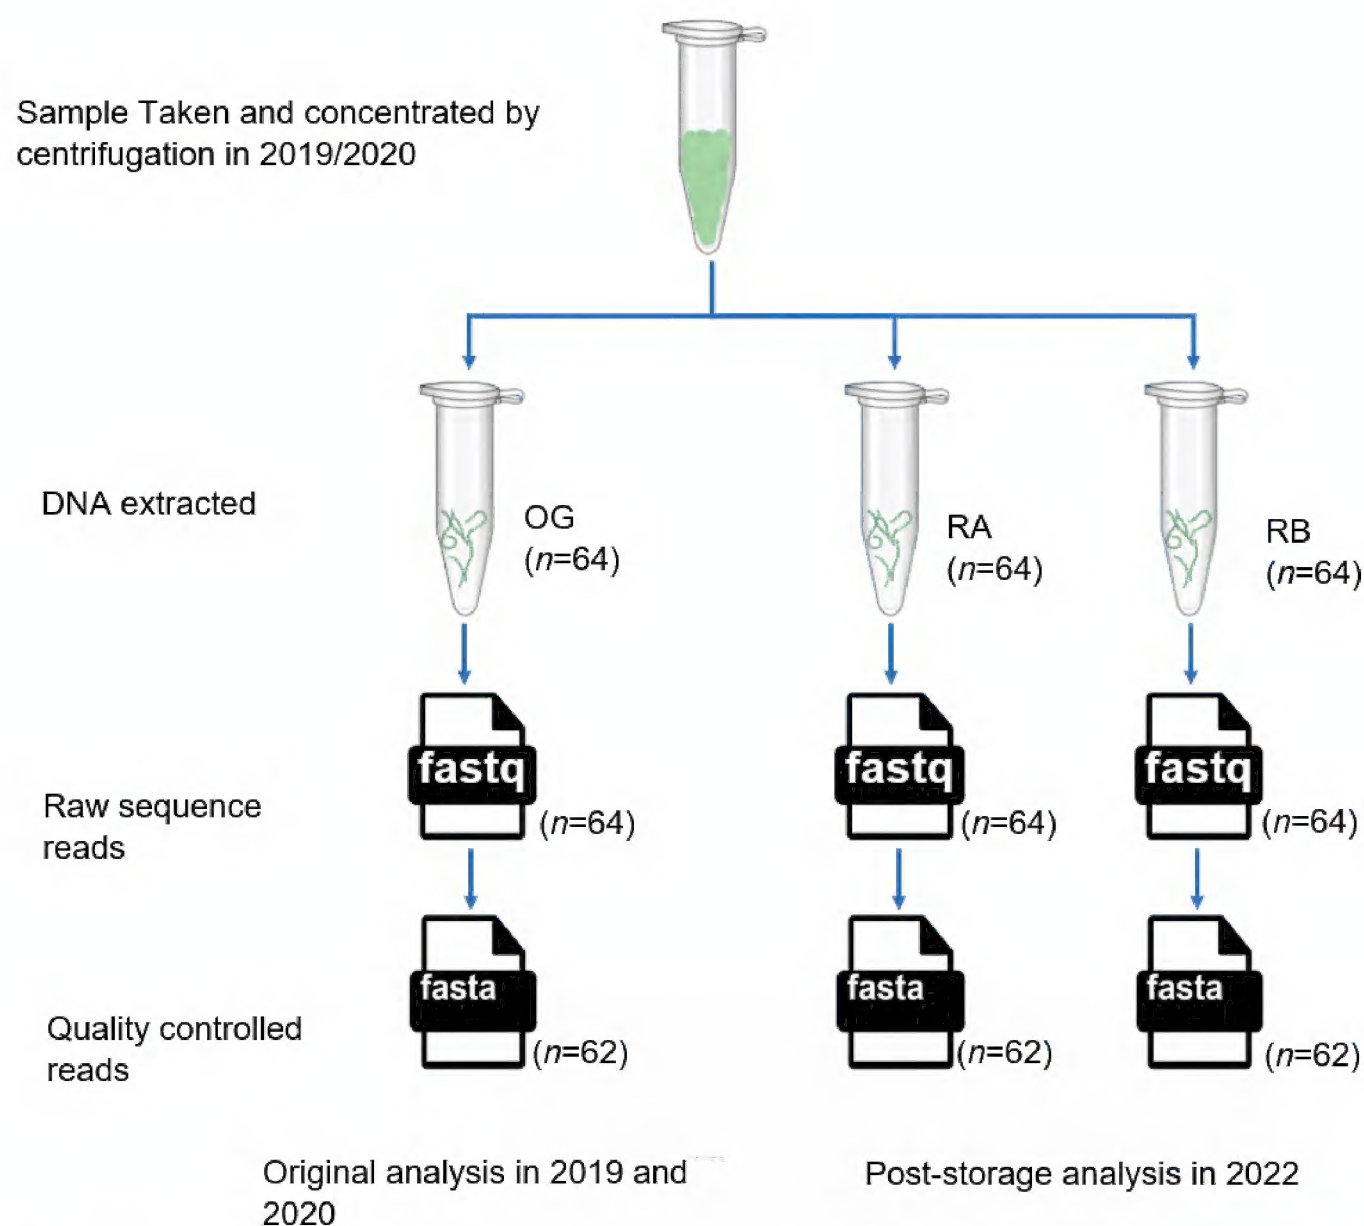 Sample Taken and concentrated by
centrifugation in 2019/2020
DNA extracted
OG
(n=64)
RA
(n=64)
RB
(n=64)
Raw sequence
reads
fastq
(n=64)
fastq
(n=64)
fastq
(n=64)
Quality controlled
reads
fasta
(n=62)
fasta
(n=62)
fasta
(n=62)
Original analysis in 2019 and
2020
Post-storage analysis in 2022